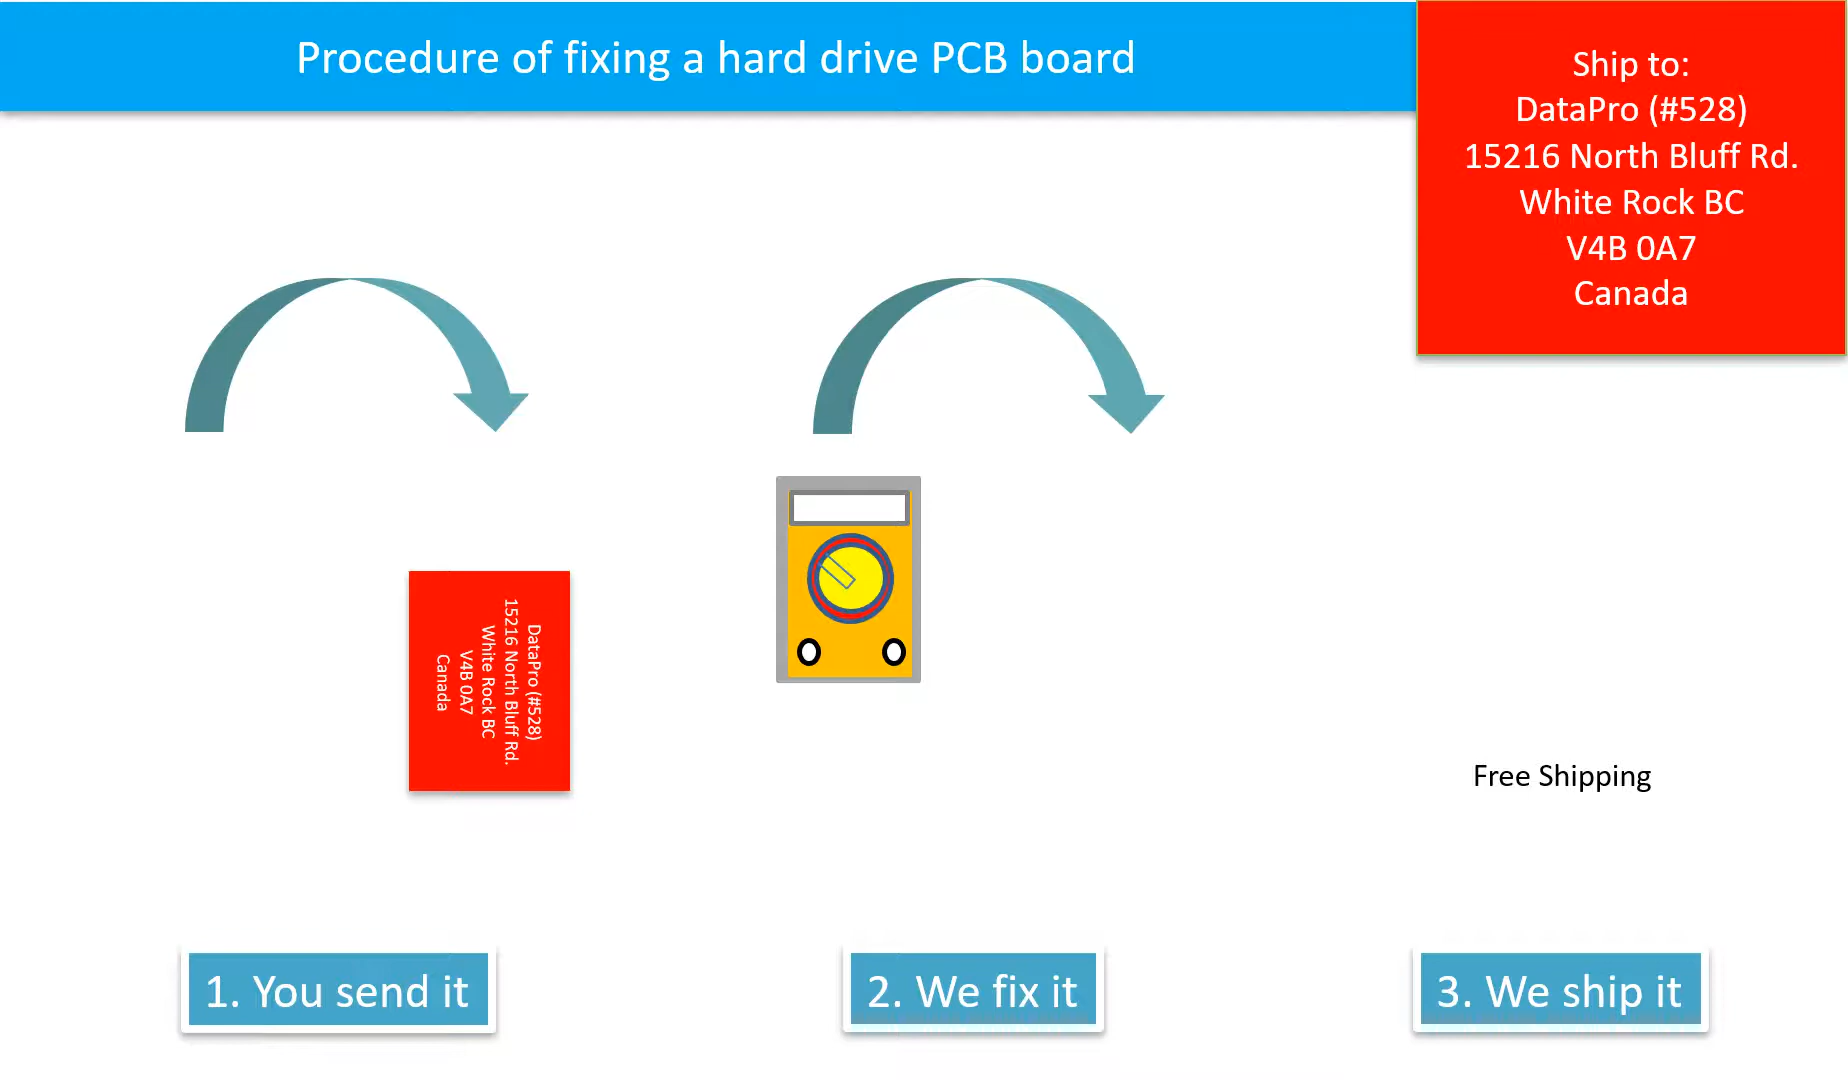 Procedure of fixing a hard drive PCB board
Ship to:
DataPro (#528)
15216 North Bluff Rd.
White Rock BC
V4B 0A7
Canada
DataPro (#528)
15216 North Bluff Rd.
White Rock BC
V4B 0A7
Canada
Free Shipping
1. You send it
2. We fix it
3. We ship it